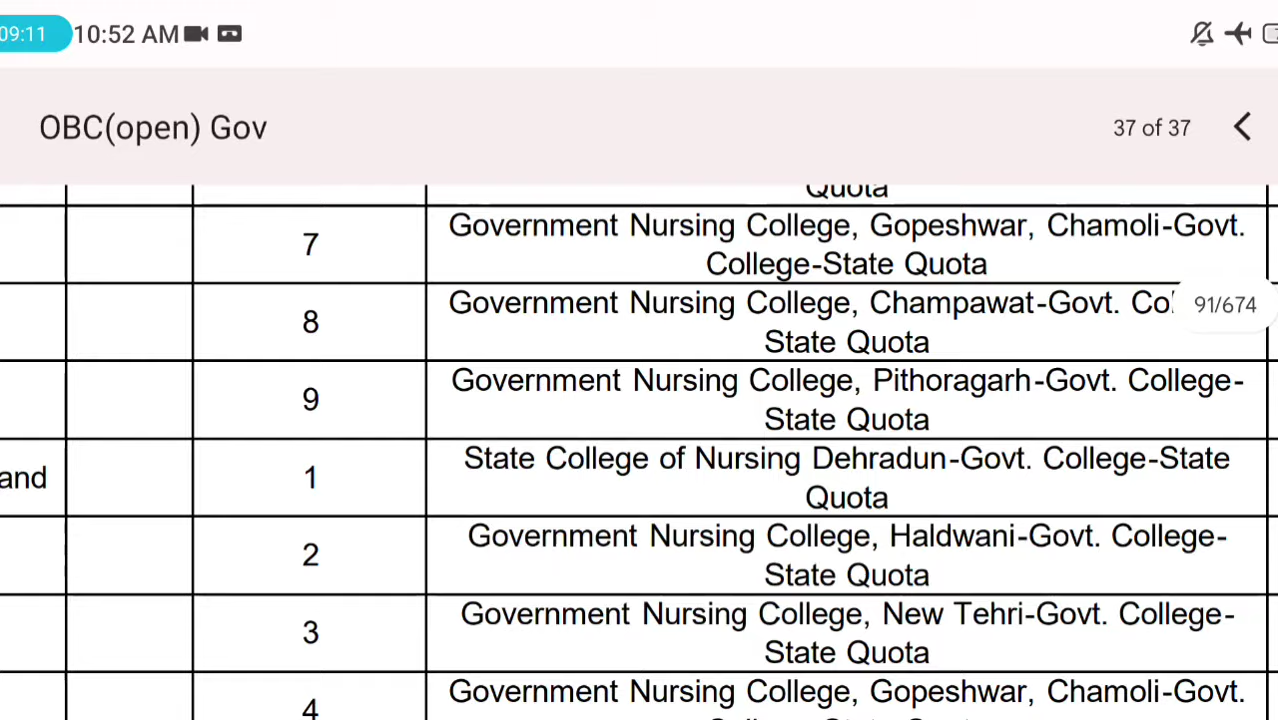 09:11 10:52 AM
OBC(open) Gov 37 of 37
Quota
7 Government Nursing College, Gopeshwar, Chamoli-Govt.
College-State Quota
8 Government Nursing College, Champawat-Govt.
State Quota
91/674
9 Government Nursing College, Pithoragarh-Govt. College-
State Quota
and 1 State College of Nursing Dehradun-Govt. College-State
Quota
2 Government Nursing College, Haldwani-Govt. College-
State Quota
3 Government Nursing College, New Tehri-Govt. College-
State Quota
4 Government Nursing College, Gopeshwar, Chamoli-Govt.